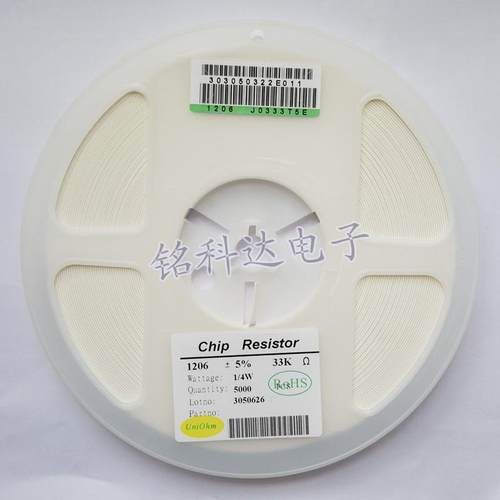 303050322E011
1206 J0333T5E
铭科达电子
Chip Resistor
1206 ± 5% 33K Ω
Wattage: 1/4W
Quantity: 5000
Lotno: 3050626
Partno:
RoHS
UniOhm